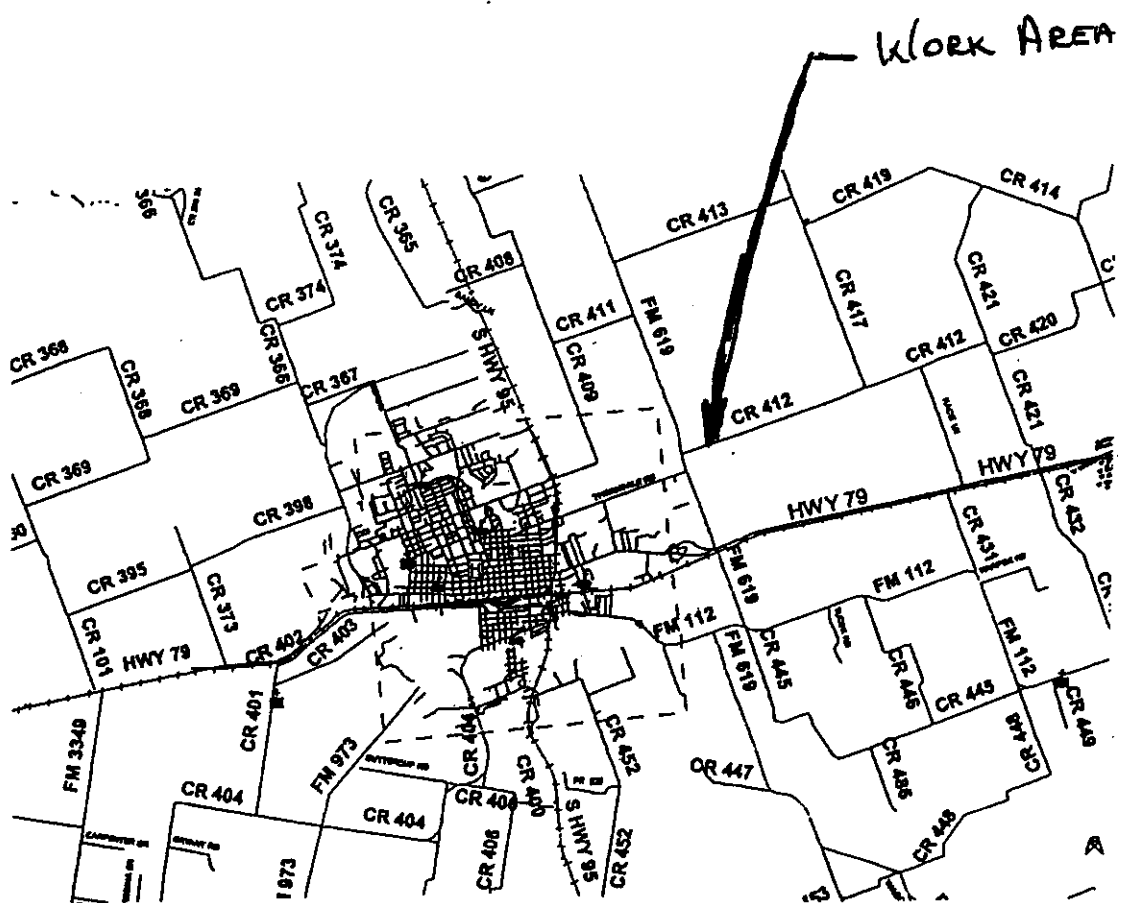 WORK AREA
366
CR 374
CR 365
CR 413
CR 419
CR 414
CR 408
CR 374
CR 421
CR 417
CR 411
FM 619
CR 420
CR 412
S HWY 95
CR 368
CR 366
CR 409
CR 367
CR 368
CR 369
CR 412
CR 421
CR 369
HWY 79
HWY 79
CR 398
CR 432
CR 431
CR 395
CR 373
FM 619
FM 112
CR 101
CR 402
CR 403
HWY 79
FM 112
FM 112
CR 445
FM 619
CR 446
CR 445
CR 449
CR 401
CR 404
CR 452
CR 448
FM 3349
FM 973
CR 447
CR 486
CR 404
CR 400
CR 404
CR 406
S HWY 95
CR 452
CR 448
973